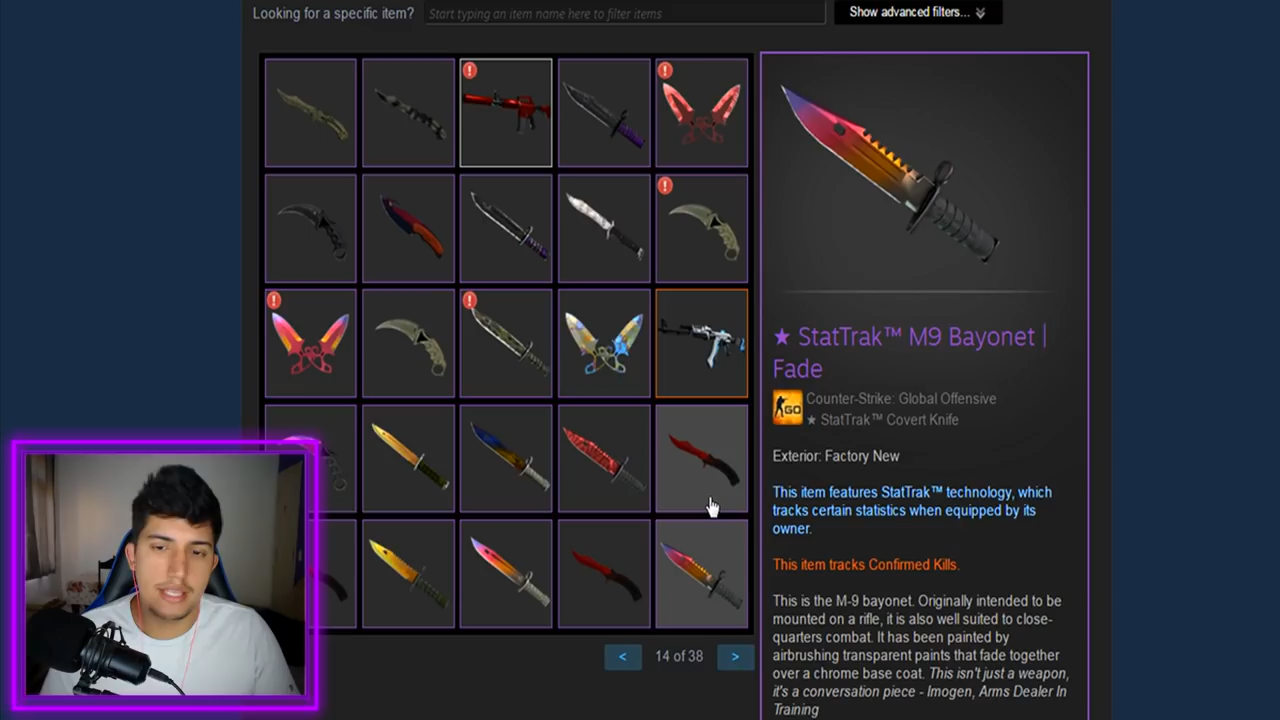 Looking for a specific item?
Start typing an item name here to filter items
Show advanced filters...
★ StatTrak™ M9 Bayonet |
Fade
GO
Counter-Strike: Global Offensive
★ StatTrak™ Covert Knife
Exterior: Factory New
This item features StatTrak™ technology, which
tracks certain statistics when equipped by its
owner.
This item tracks Confirmed Kills.
This is the M-9 bayonet. Originally intended to be
mounted on a rifle, it is also well suited to close-
quarters combat. It has been painted by
airbrushing transparent paints that fade together
over a chrome base coat. This isn't just a weapon,
it's a conversation piece - Imogen, Arms Dealer In
Training
< 14 of 38 >